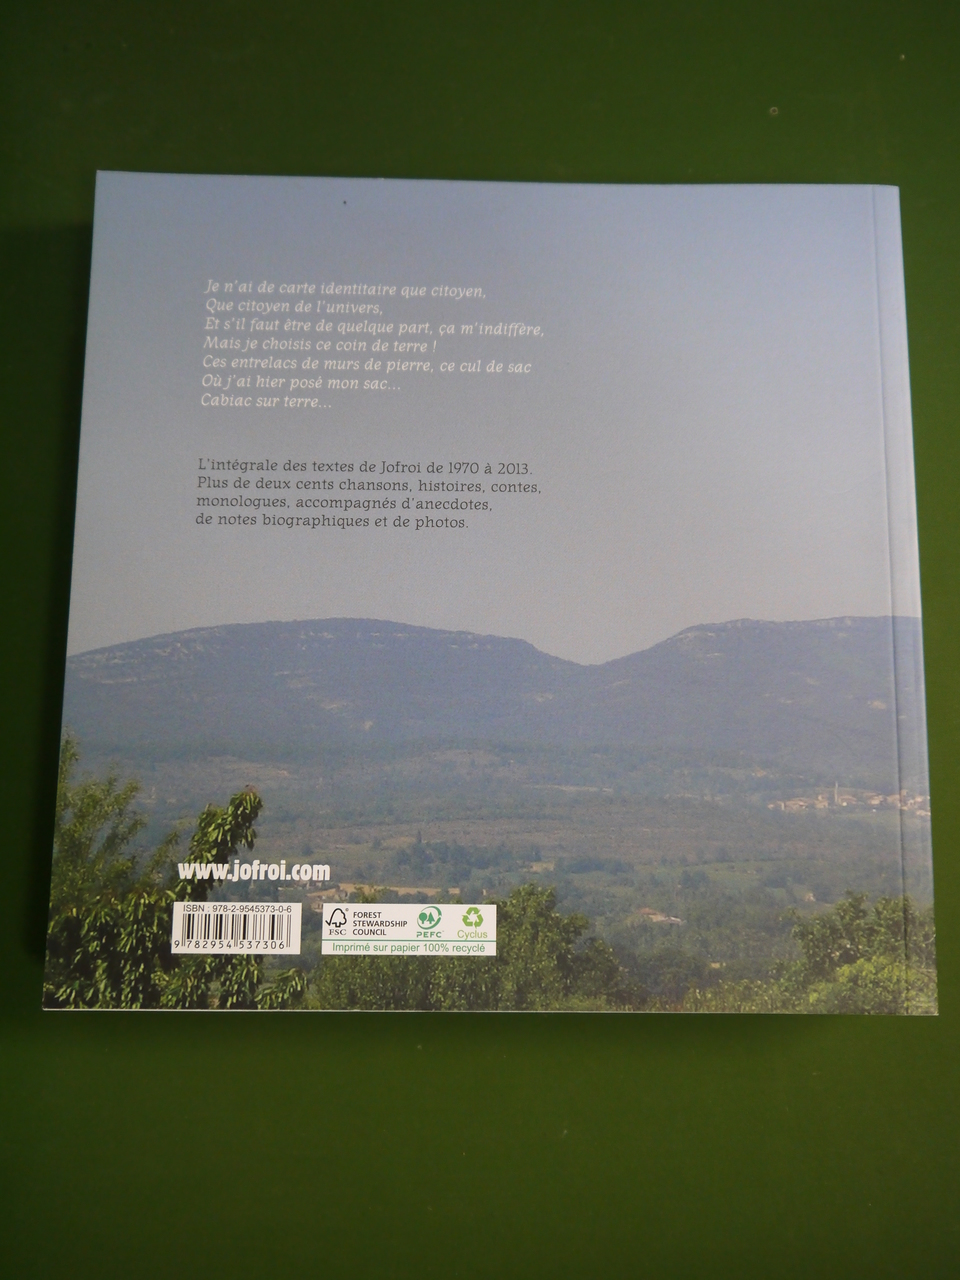 Je n'ai de carte identitaire que citoyen,
Que citoyen de l'univers,
Et s'il faut être de quelque part, ça m'indiffère,
Mais je choisis ce coin de terre !
Ces entrelacs de murs de pierre, ce cul de sac
Où j'ai hier posé mon sac...
Cabiac sur terre...
L'intégrale des textes de Jofroi de 1970 à 2013.
Plus de deux cents chansons, histoires, contes,
monologues, accompagnés d'anecdotes,
de notes biographiques et de photos.
www.jofroi.com
ISBN : 978-2-9545373-0-6
9 782954 537306
FSC
FOREST
STEWARDSHIP
COUNCIL
PEFC
Cyclus
Imprimé sur papier 100% recyclé